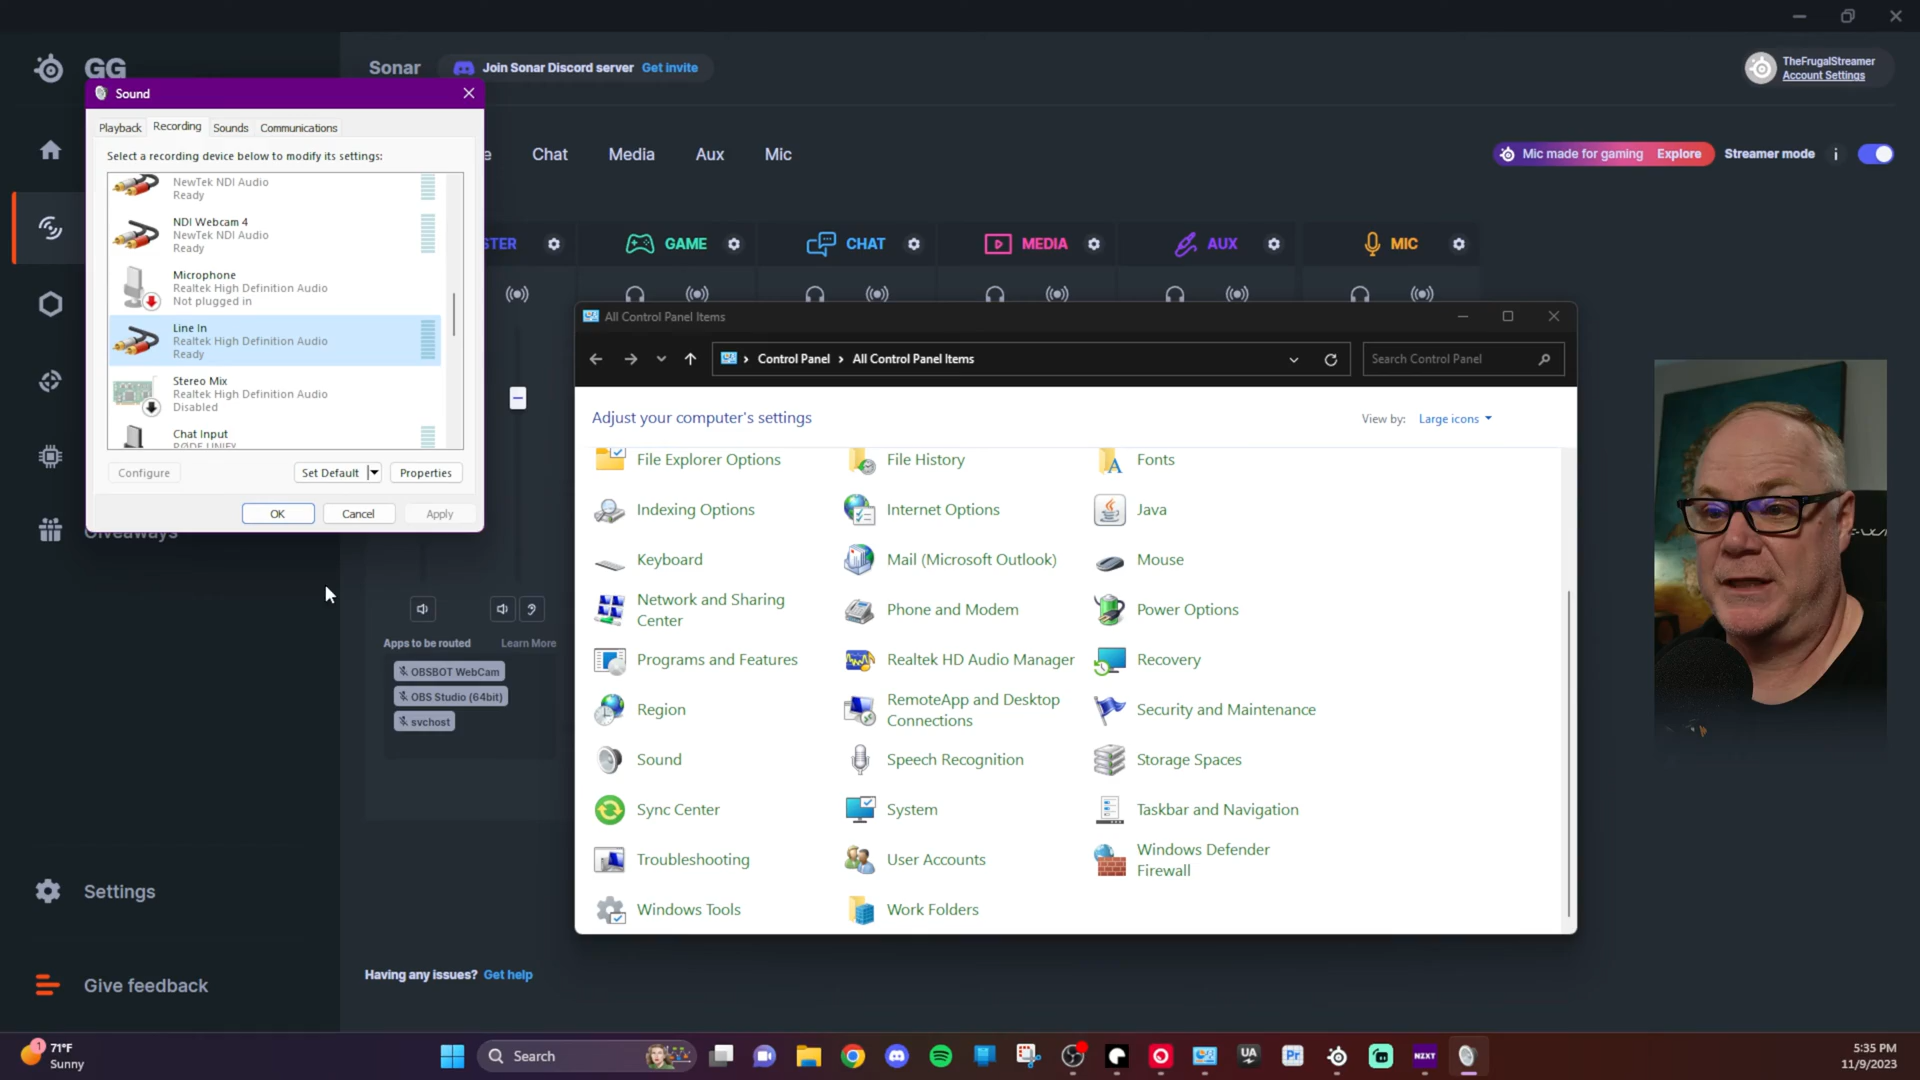 GG
Sonar
Join Sonar Discord server Get invite
TheFrugalStreamer
Account Settings
Sound
Playback Recording Sounds Communications
Select a recording device below to modify its settings:
NewTek NDI Audio
Ready
NDI Webcam 4
NewTek NDI Audio
Ready
Microphone
Realtek High Definition Audio
Not plugged in
Line In
Realtek High Definition Audio
Ready
Stereo Mix
Realtek High Definition Audio
Disabled
Chat Input
RØDE UNIFY
Configure Set Default Properties
OK Cancel Apply
Giveaways
Settings
Give feedback
e Chat Media Aux Mic
Mic made for gaming Explore Streamer mode i
STER GAME CHAT MEDIA AUX MIC
Apps to be routed Learn More
OBSBOT WebCam
OBS Studio (64bit)
svchost
Having any issues? Get help
All Control Panel Items
Control Panel > All Control Panel Items
Search Control Panel
Adjust your computer's settings
View by: Large icons
File Explorer Options File History Fonts
Indexing Options Internet Options Java
Keyboard Mail (Microsoft Outlook) Mouse
Network and Sharing
Center
Phone and Modem Power Options
Programs and Features Realtek HD Audio Manager Recovery
Region
RemoteApp and Desktop
Connections
Security and Maintenance
Sound Speech Recognition Storage Spaces
Sync Center System Taskbar and Navigation
Troubleshooting User Accounts
Windows Defender
Firewall
Windows Tools Work Folders
1
71°F
Sunny
Search
UA
Pr
NZXT
5:35 PM
11/9/2023